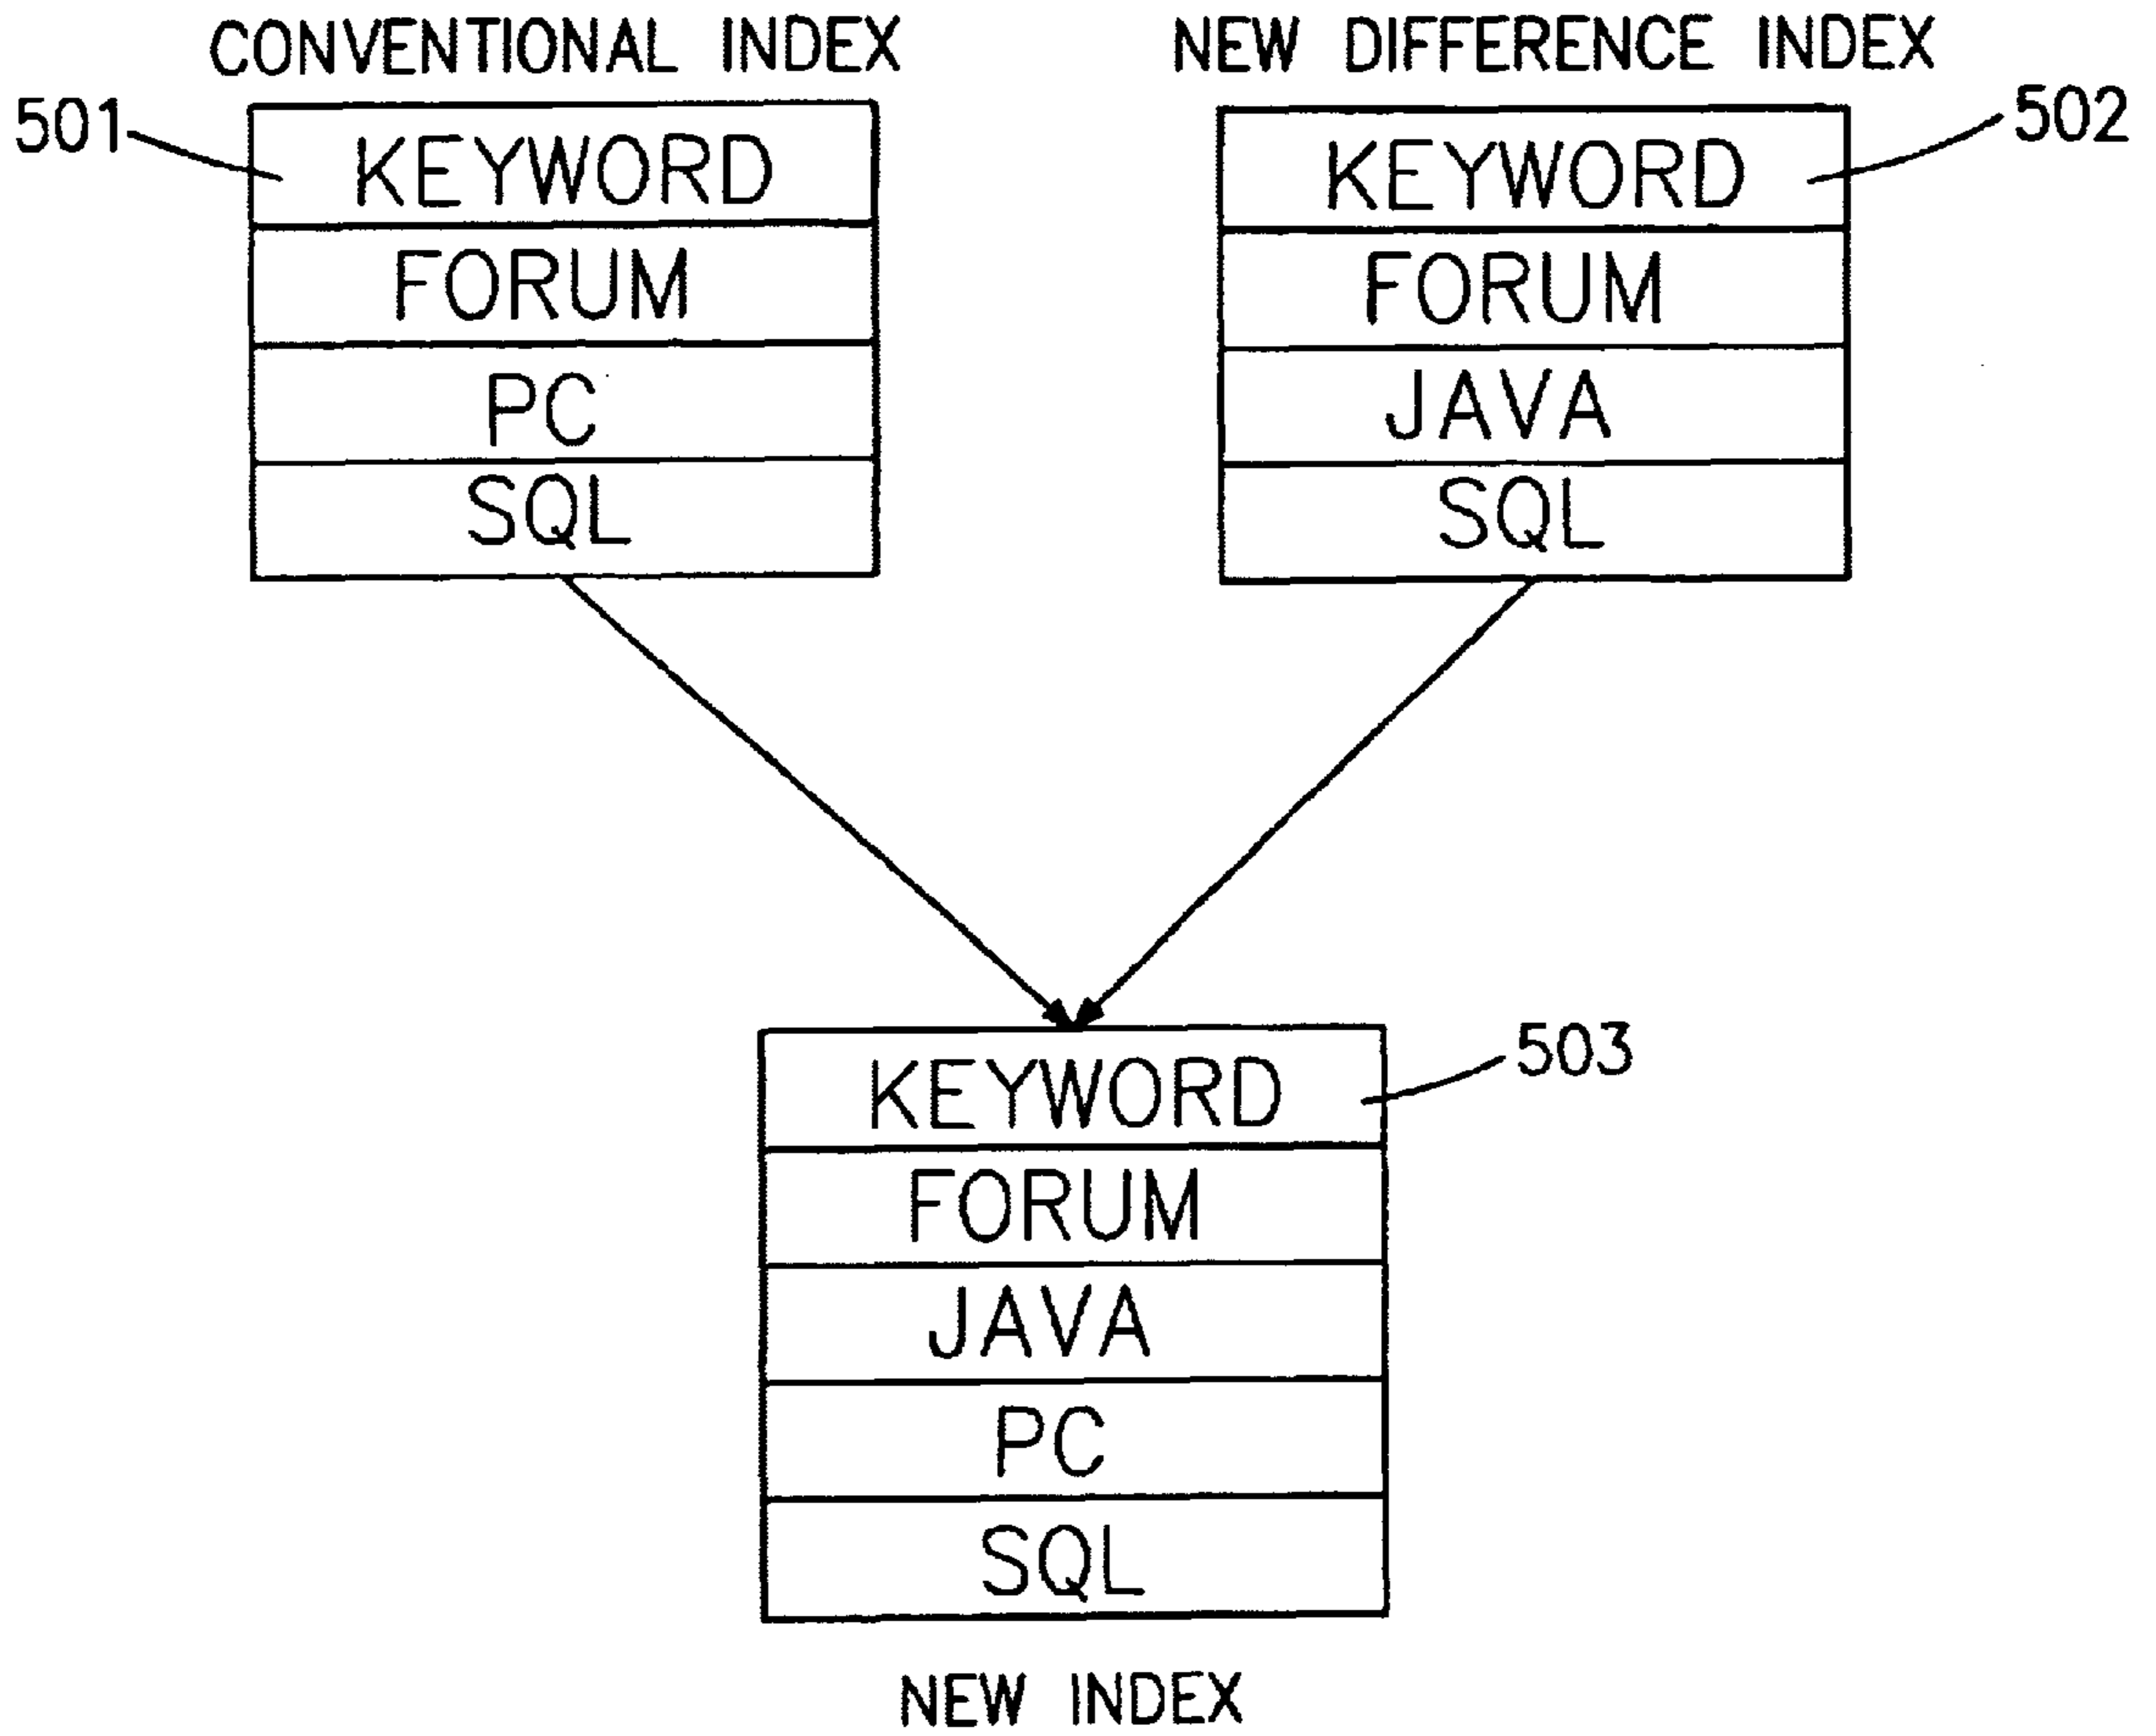 CONVENTIONAL INDEX
501
KEYWORD
FORUM
PC
SQL
NEW DIFFERENCE INDEX
502
KEYWORD
FORUM
JAVA
SQL
503
KEYWORD
FORUM
JAVA
PC
SQL
NEW INDEX